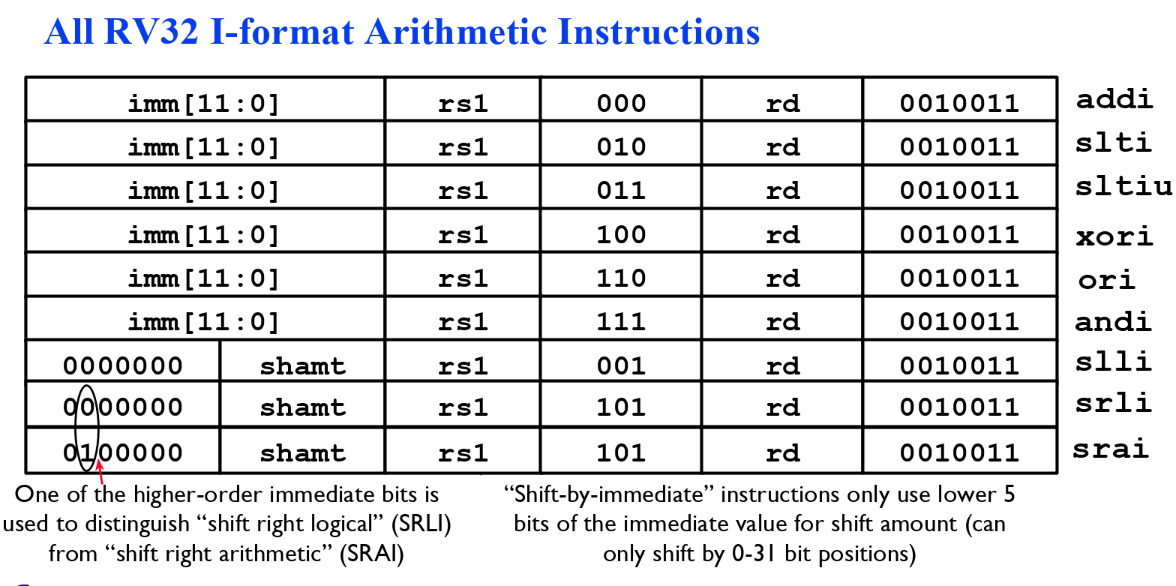 All RV32 I-format Arithmetic Instructions
imm[11:0] rs1 000 rd 0010011 addi
imm[11:0] rs1 010 rd 0010011 slti
imm[11:0] rs1 011 rd 0010011 sltiu
imm[11:0] rs1 100 rd 0010011 xori
imm[11:0] rs1 110 rd 0010011 ori
imm[11:0] rs1 111 rd 0010011 andi
0000000 shamt rs1 001 rd 0010011 slli
0000000 shamt rs1 101 rd 0010011 srli
0100000 shamt rs1 101 rd 0010011 srai
One of the higher-order immediate bits is
used to distinguish “shift right logical” (SRLI)
from “shift right arithmetic” (SRAI)
“Shift-by-immediate” instructions only use lower 5
bits of the immediate value for shift amount (can
only shift by 0-31 bit positions)